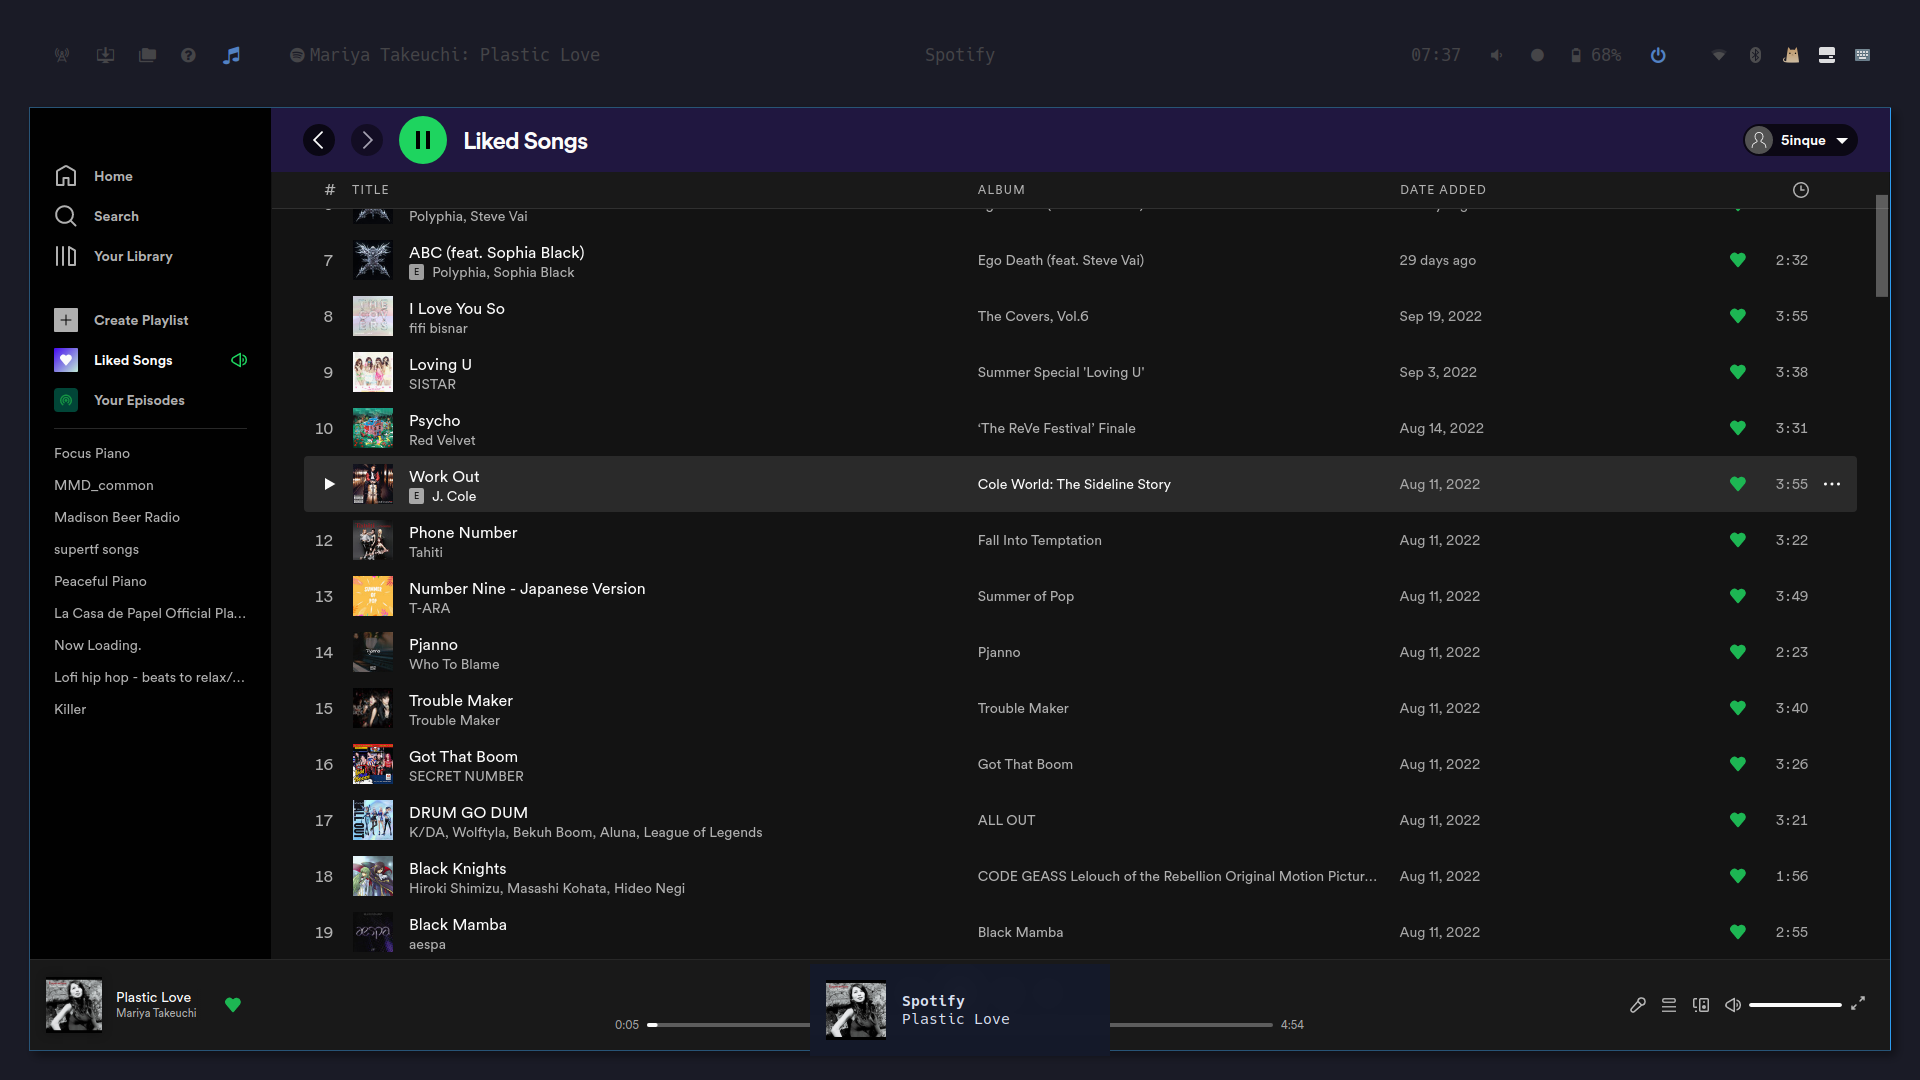 Mariya Takeuchi: Plastic Love
Spotify
07:37
68%
Home
Search
Your Library
Create Playlist
Liked Songs
Your Episodes
Focus Piano
MMD_common
Madison Beer Radio
supertf songs
Peaceful Piano
La Casa de Papel Official Pla...
Now Loading.
Lofi hip hop - beats to relax/...
Killer
Liked Songs
5inque
# TITLE ALBUM DATE ADDED
Polyphia, Steve Vai
7 ABC (feat. Sophia Black) Ego Death (feat. Steve Vai) 29 days ago 2:32
E Polyphia, Sophia Black
8 I Love You So The Covers, Vol.6 Sep 19, 2022 3:55
fifi bisnar
9 Loving U Summer Special 'Loving U' Sep 3, 2022 3:38
SISTAR
10 Psycho ‘The ReVe Festival’ Finale Aug 14, 2022 3:31
Red Velvet
Work Out Cole World: The Sideline Story Aug 11, 2022 3:55
E J. Cole
12 Phone Number Fall Into Temptation Aug 11, 2022 3:22
Tahiti
13 Number Nine - Japanese Version Summer of Pop Aug 11, 2022 3:49
T-ARA
14 Pjanno Pjanno Aug 11, 2022 2:23
Who To Blame
15 Trouble Maker Trouble Maker Aug 11, 2022 3:40
Trouble Maker
16 Got That Boom Got That Boom Aug 11, 2022 3:26
SECRET NUMBER
17 DRUM GO DUM ALL OUT Aug 11, 2022 3:21
K/DA, Wolftyla, Bekuh Boom, Aluna, League of Legends
18 Black Knights CODE GEASS Lelouch of the Rebellion Original Motion Pictur... Aug 11, 2022 1:56
Hiroki Shimizu, Masashi Kohata, Hideo Negi
19 Black Mamba Black Mamba Aug 11, 2022 2:55
aespa
Plastic Love
Mariya Takeuchi
0:05
Spotify
Plastic Love
4:54